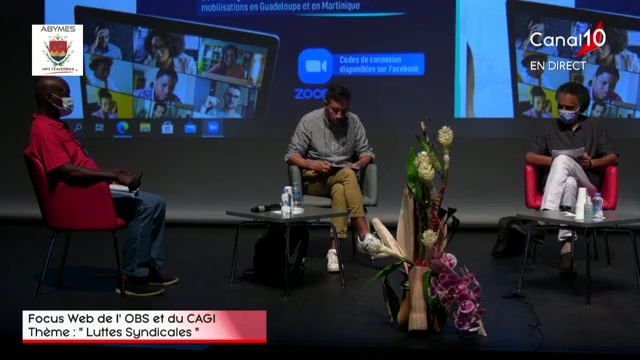 ABYMES
mobilisations en Guadeloupe et en Martinique
Codes de connexion
disponibles sur Facebook
zoom
Canal10
EN DIRECT
Focus Web de l' OBS et du CAGI
Thème : " Luttes Syndicales "